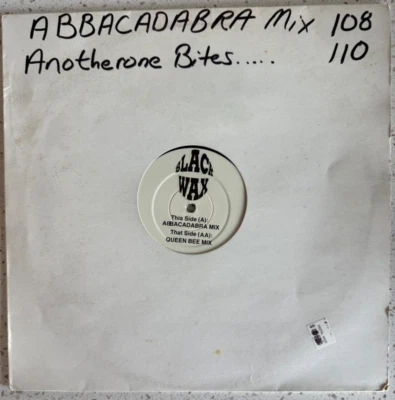 ABBACADABRA Mix 108
Anotherone Bites..... 110
BLACK
WAX
This Side (A):
ABBACADABRA MIX
That Side (AA):
QUEEN BEE MIX